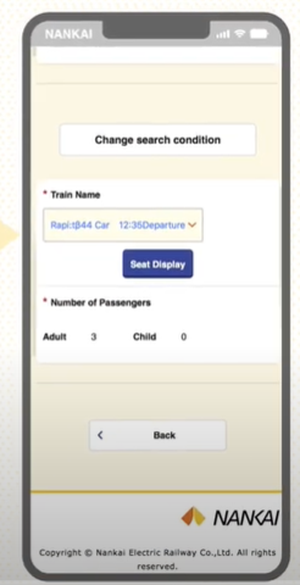 NANKAI
Change search condition
* Train Name
Rapi:tβ44 Car 12:35Departure
Seat Display
* Number of Passengers
Adult 3 Child 0
< Back
NANKAI
Copyright © Nankai Electric Railway Co.,Ltd. All rights
reserved.